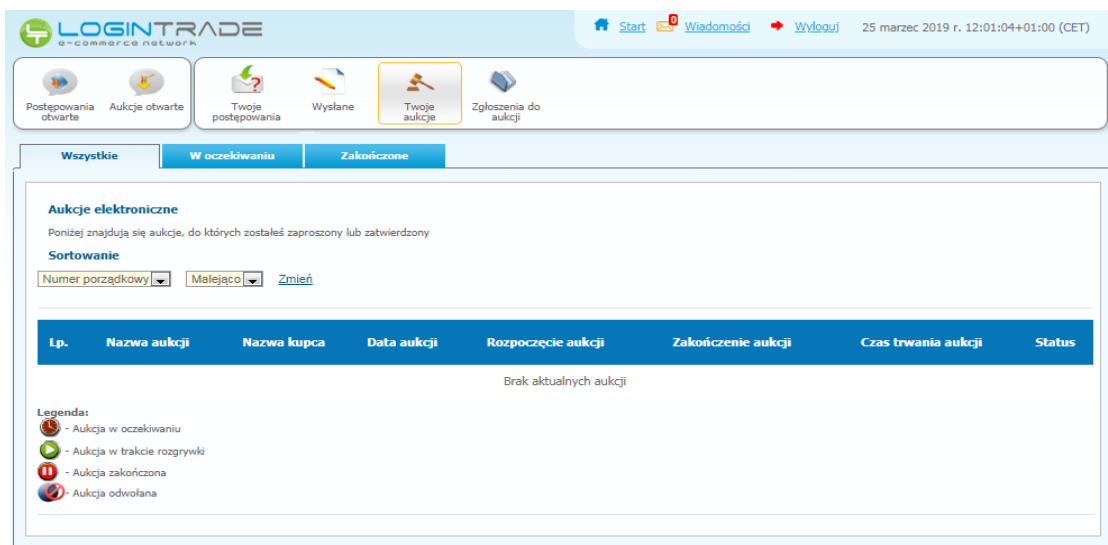 LOGINTRADE
e-commerce network
Start 0 Wiadomości Wyloguj 25 marzec 2019 r. 12:01:04+01:00 (CET)
Postępowania otwarte Aukcje otwarte Twoje postępowania Wysłane Twoje aukcje Zgłoszenia do aukcji
Wszystkie W oczekiwaniu Zakończone
Aukcje elektroniczne
Poniżej znajdują się aukcje, do których zostałeś zaproszony lub zatwierdzony
Sortowanie
Numer porządkowy Malejąco Zmień
Lp. Nazwa aukcji Nazwa kupca Data aukcji Rozpoczęcie aukcji Zakończenie aukcji Czas trwania aukcji Status
Brak aktualnych aukcji
Legenda:
- Aukcja w oczekiwaniu
- Aukcja w trakcie rozgrywki
- Aukcja zakończona
- Aukcja odwołana